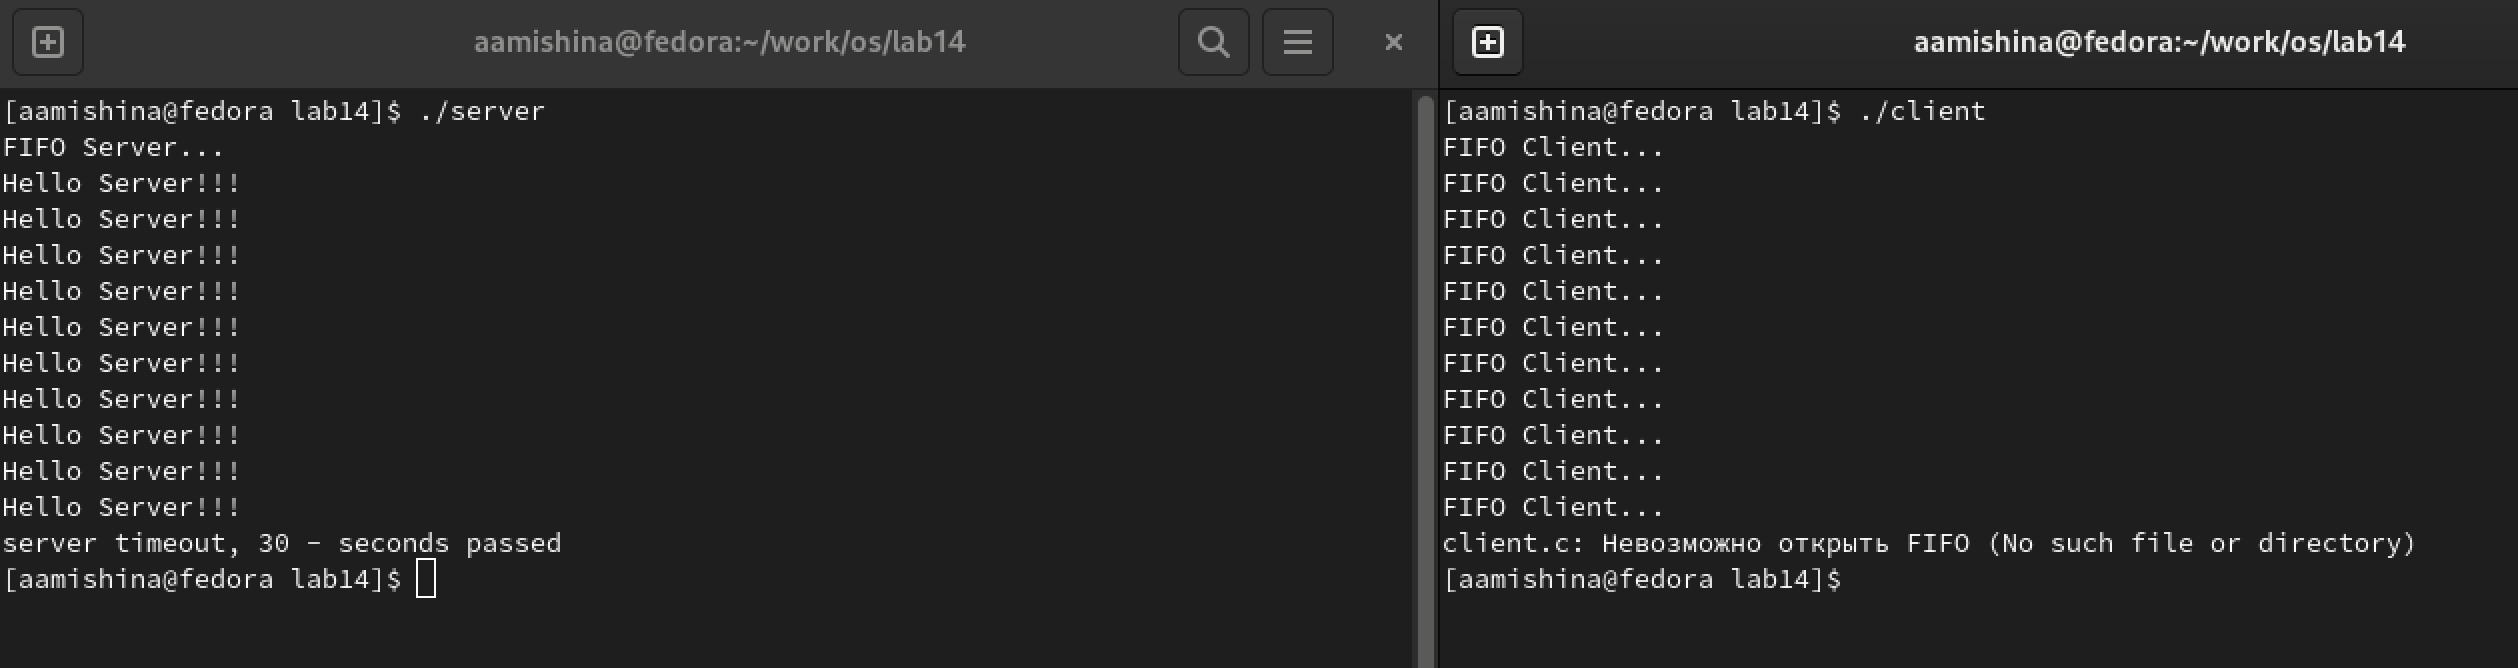 aamishina@fedora:~/work/os/lab14
[aamishina@fedora lab14]$ ./server
FIFO Server...
Hello Server!!!
Hello Server!!!
Hello Server!!!
Hello Server!!!
Hello Server!!!
Hello Server!!!
Hello Server!!!
Hello Server!!!
Hello Server!!!
Hello Server!!!
server timeout, 30 - seconds passed
[aamishina@fedora lab14]$
aamishina@fedora:~/work/os/lab14
[aamishina@fedora lab14]$ ./client
FIFO Client...
FIFO Client...
FIFO Client...
FIFO Client...
FIFO Client...
FIFO Client...
FIFO Client...
FIFO Client...
FIFO Client...
FIFO Client...
FIFO Client...
client.c: Невозможно открыть FIFO (No such file or directory)
[aamishina@fedora lab14]$